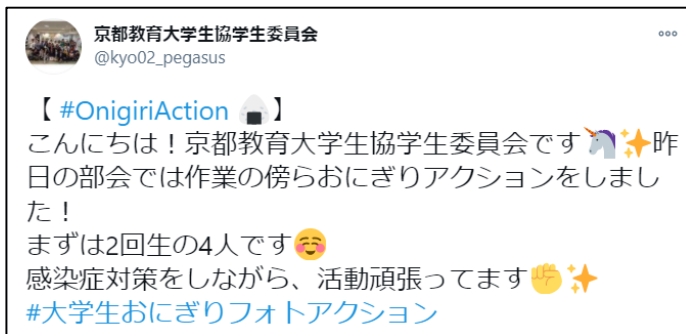 京都教育大学生協学生委員会
@kyo02_pegasus
【 #OnigiriAction 🍙】
こんにちは！京都教育大学生協学生委員会です🦄✨昨
日の部会では作業の傍らおにぎりアクションをしまし
た！
まずは2回生の4人です☺️
感染症対策をしながら、活動頑張ってます✊✨
#大学生おにぎりフォトアクション